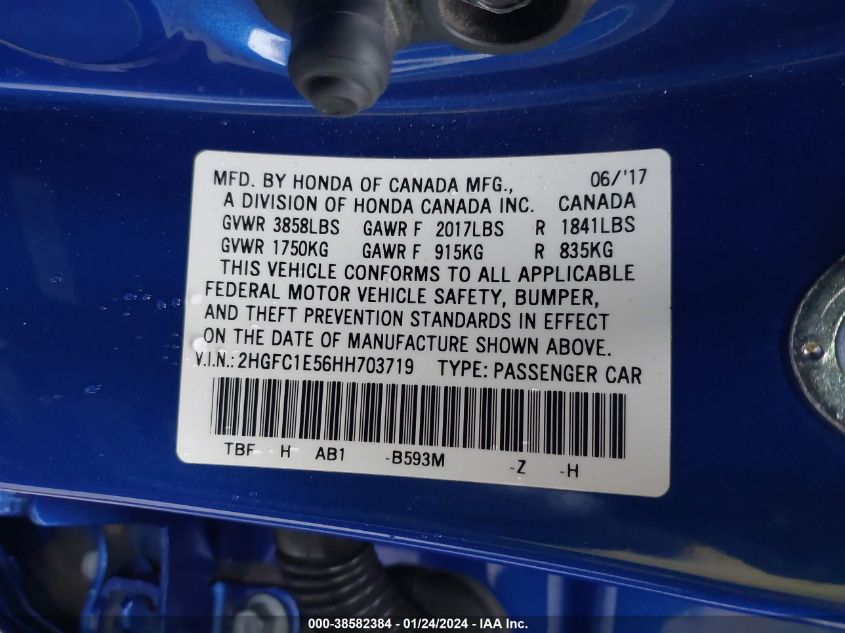 MFD. BY HONDA OF CANADA MFG., 06/'17
A DIVISION OF HONDA CANADA INC. CANADA
GVWR 3858LBS GAWR F 2017LBS R 1841LBS
GVWR 1750KG GAWR F 915KG R 835KG
THIS VEHICLE CONFORMS TO ALL APPLICABLE
FEDERAL MOTOR VEHICLE SAFETY, BUMPER,
AND THEFT PREVENTION STANDARDS IN EFFECT
ON THE DATE OF MANUFACTURE SHOWN ABOVE.
V.I.N.: 2HGFC1E56HH703719 TYPE: PASSENGER CAR
TBF H AB1 -B593M -Z -H
000-38582384 - 01/24/2024 - IAA Inc.